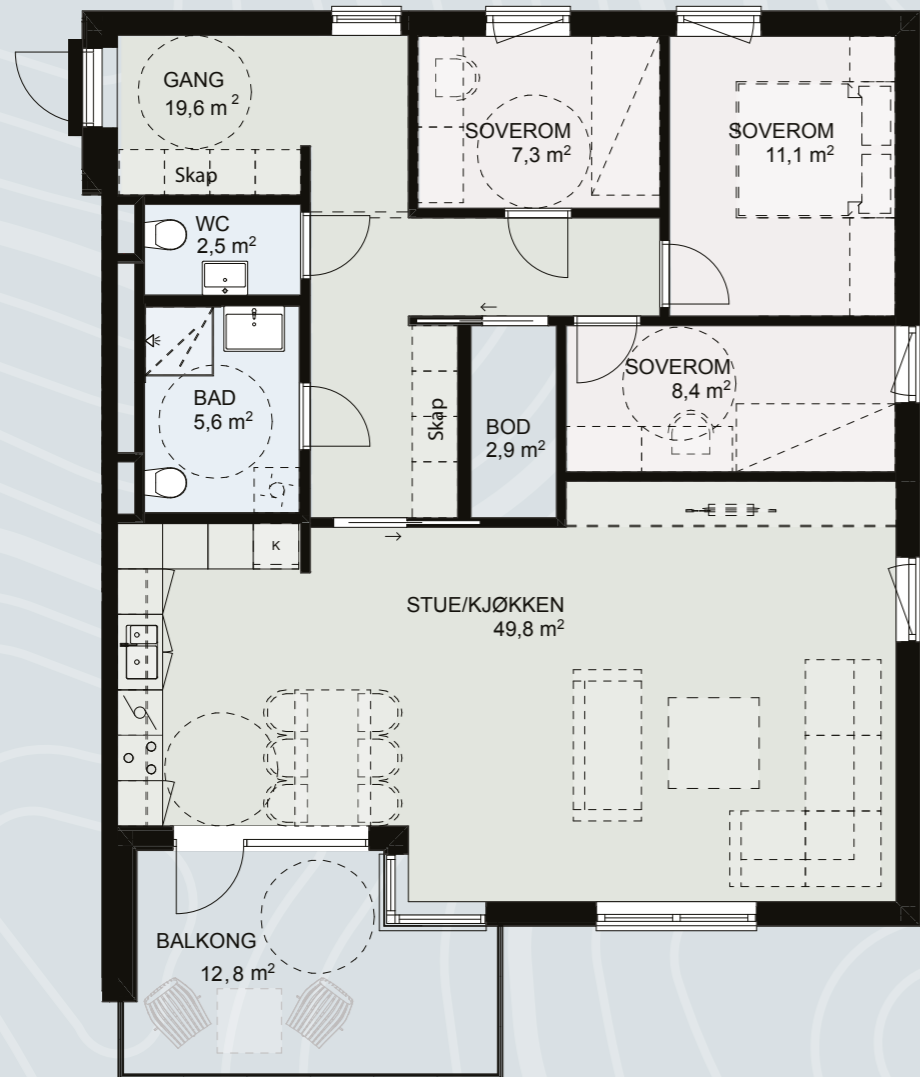 GANG
19,6 m²
Skap
SOVEROM
7,3 m²
SOVEROM
11,1 m²
WC
2,5 m²
BAD
5,6 m²
Skap
BOD
2,9 m²
SOVEROM
8,4 m²
K
STUE/KJØKKEN
49,8 m²
BALKONG
12,8 m²